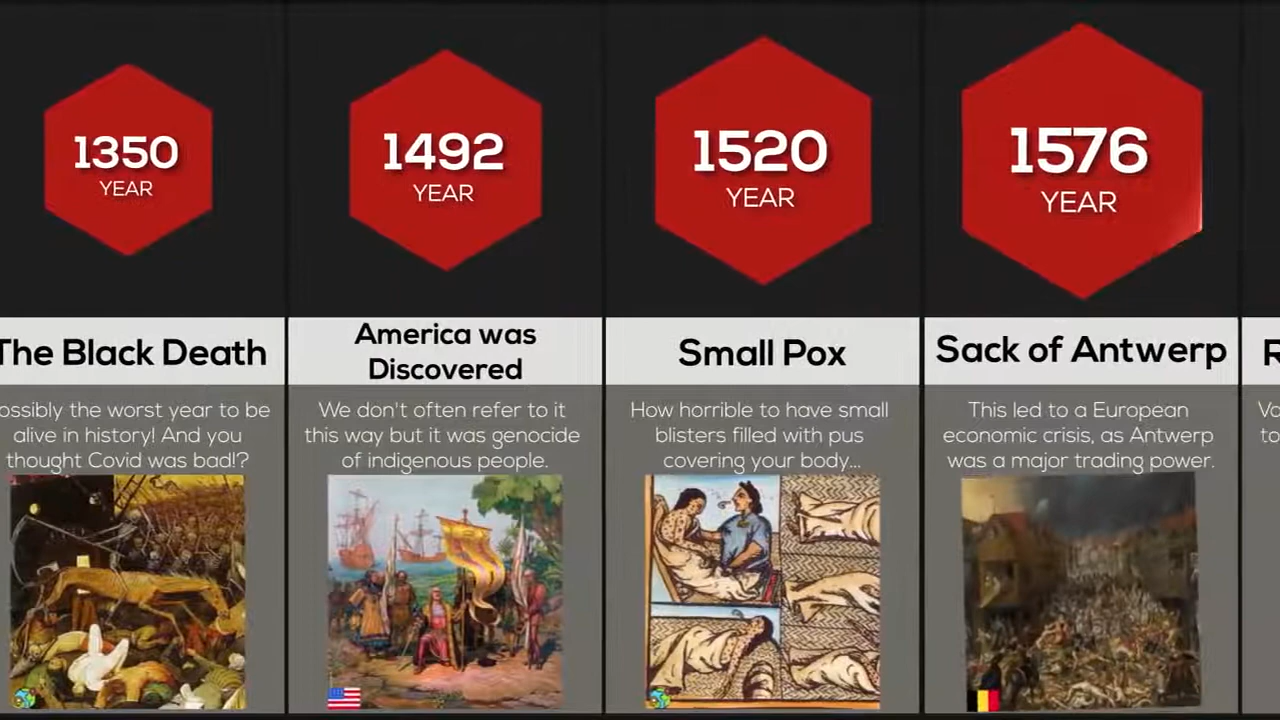 1350
YEAR
The Black Death
ossibly the worst year to be
alive in history! And you
thought Covid was bad!?
1492
YEAR
America was
Discovered
We don't often refer to it
this way but it was genocide
of indigenous people.
1520
YEAR
Small Pox
How horrible to have small
blisters filled with pus
covering your body...
1576
YEAR
Sack of Antwerp
This led to a European
economic crisis, as Antwerp
was a major trading power.